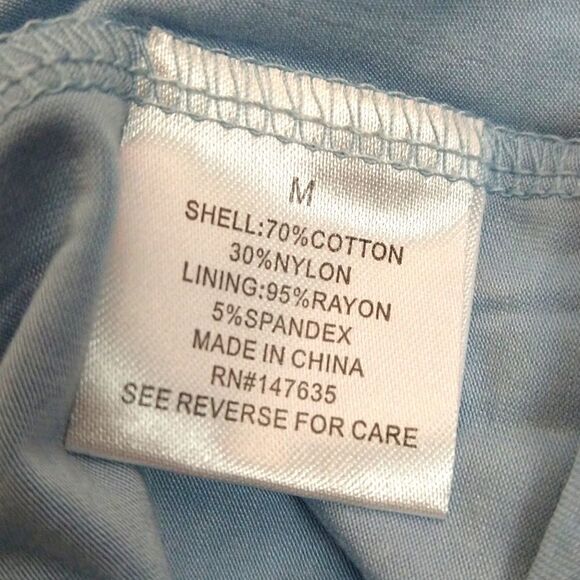 M
SHELL:70%COTTON
30%NYLON
LINING:95%RAYON
5%SPANDEX
MADE IN CHINA
RN#147635
SEE REVERSE FOR CARE